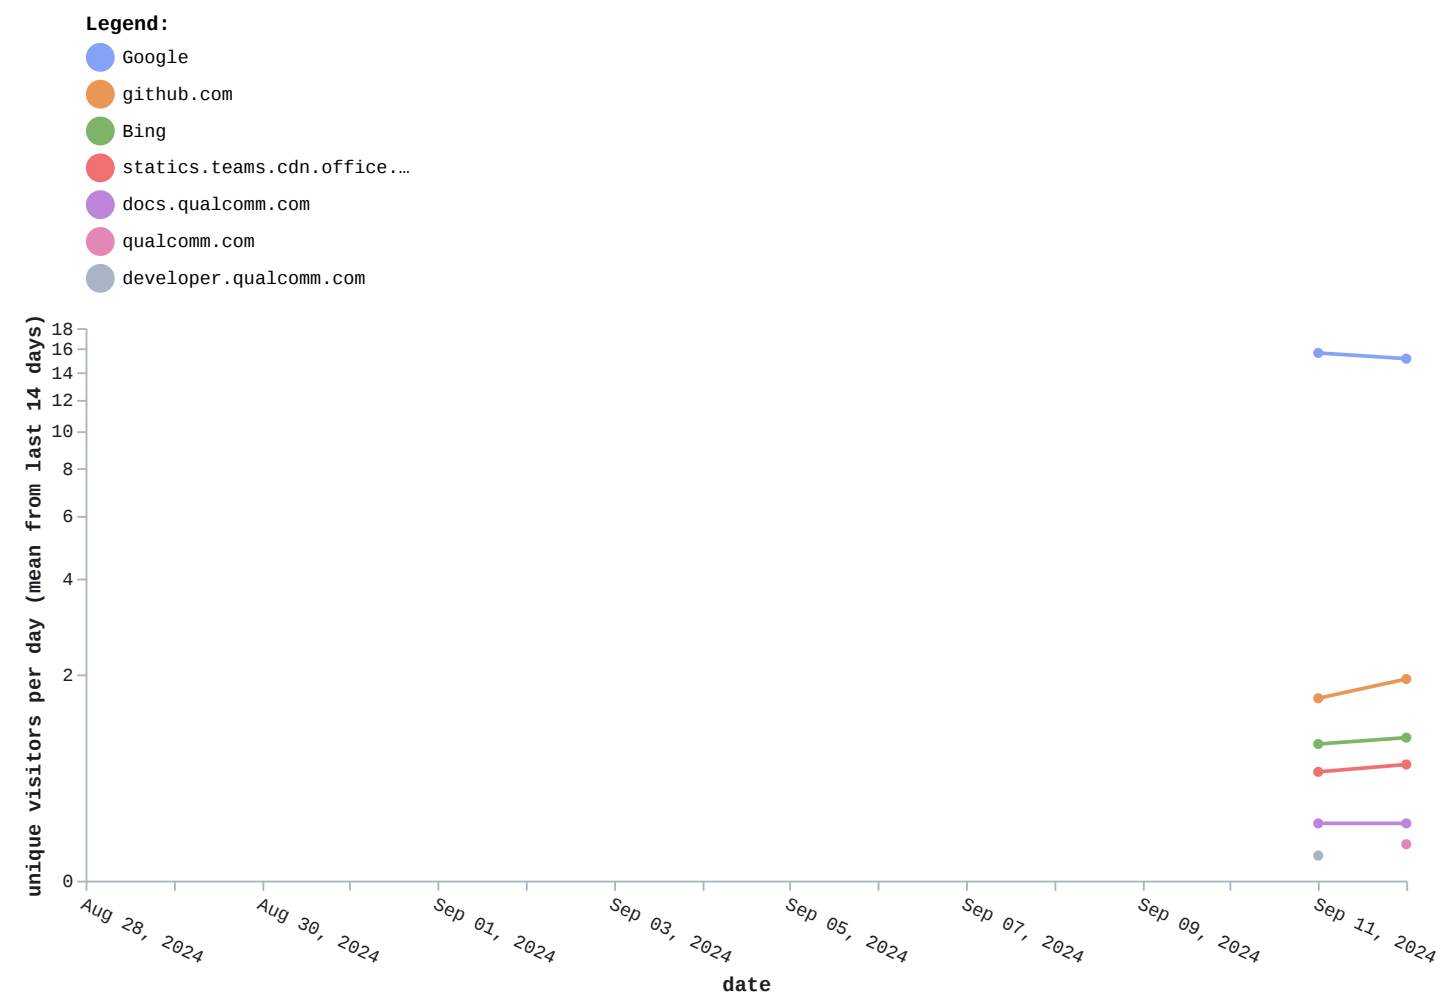 Legend:
Google
github.com
Bing
statics.teams.cdn.office.…
docs.qualcomm.com
qualcomm.com
developer.qualcomm.com
unique visitors per day (mean from last 14 days)
18
16
14
12
10
8
6
4
2
0
Aug 28, 2024
Aug 30, 2024
Sep 01, 2024
Sep 03, 2024
Sep 05, 2024
Sep 07, 2024
Sep 09, 2024
Sep 11, 2024
date